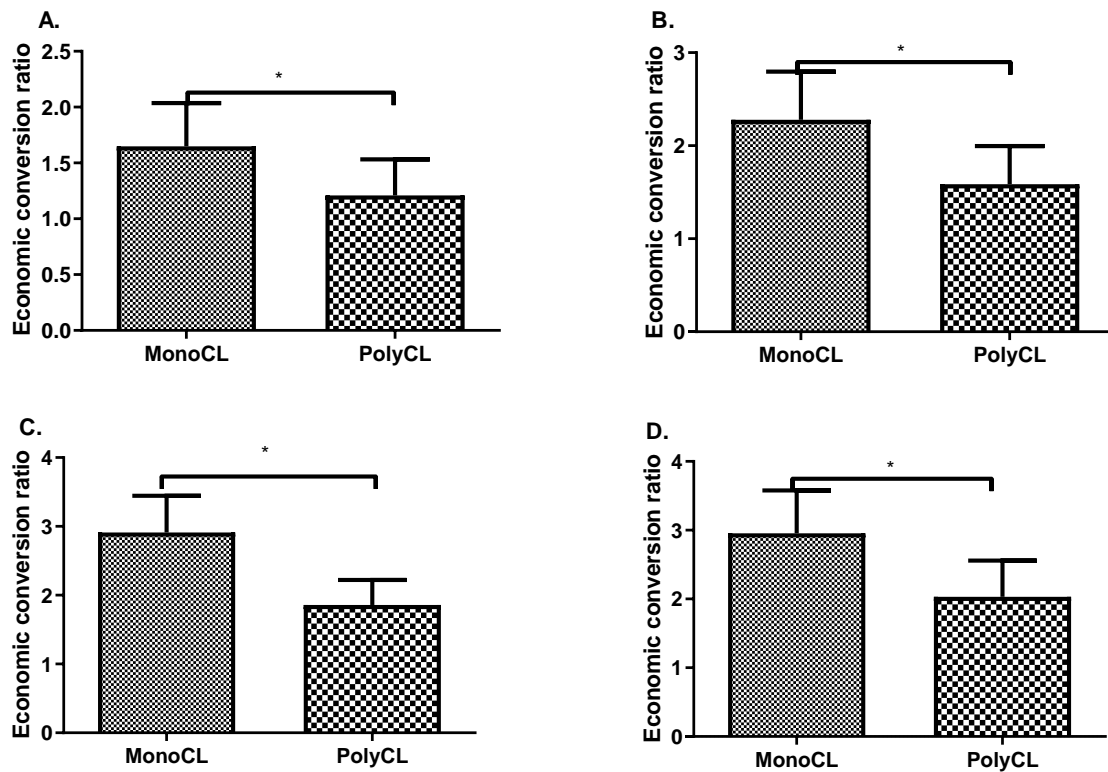 A.
Economic conversion ratio
2.5
2.0
1.5
1.0
0.5
0.0
*
MonoCL
PolyCL
B.
Economic conversion ratio
3
2
1
0
*
MonoCL
PolyCL
C.
Economic conversion ratio
4
3
2
1
0
*
MonoCL
PolyCL
D.
Economic conversion ratio
4
3
2
1
0
*
MonoCL
PolyCL